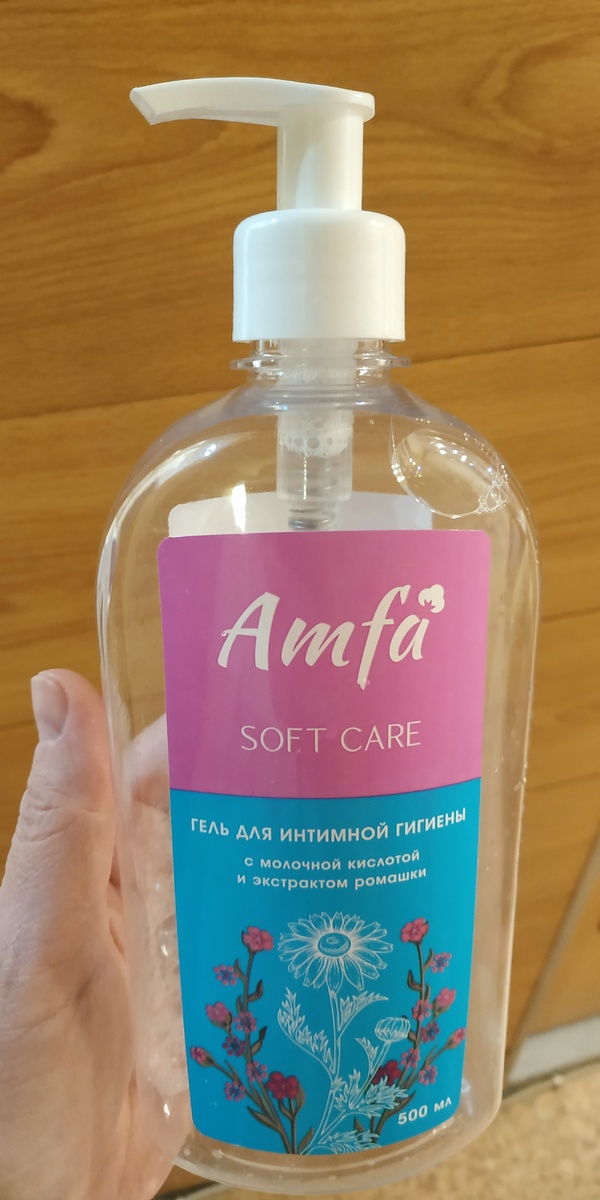 Amfa
SOFT CARE
ГЕЛЬ ДЛЯ ИНТИМНОЙ ГИГИЕНЫ
с молочной кислотой
и экстрактом ромашки
500 мл